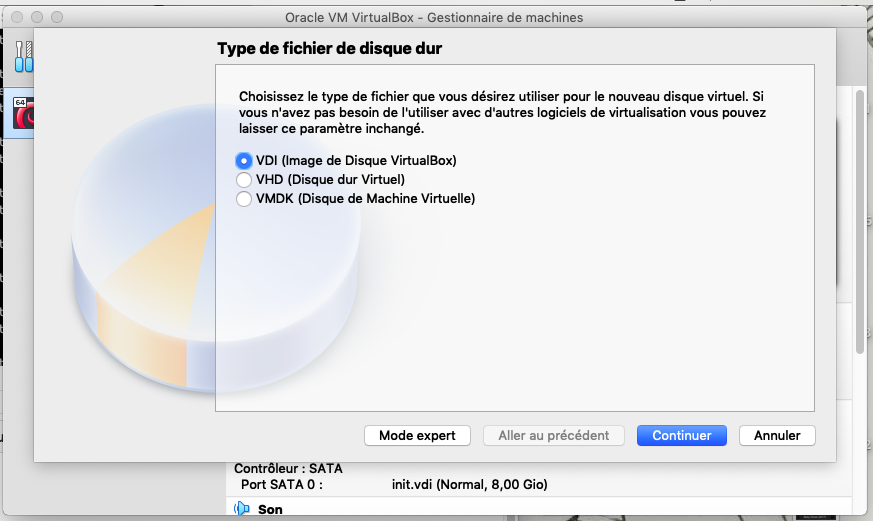 Oracle VM VirtualBox - Gestionnaire de machines
Type de fichier de disque dur
64
Choisissez le type de fichier que vous désirez utiliser pour le nouveau disque virtuel. Si
vous n'avez pas besoin de l'utiliser avec d'autres logiciels de virtualisation vous pouvez
laisser ce paramètre inchangé.
VDI (Image de Disque VirtualBox)
VHD (Disque dur Virtuel)
VMDK (Disque de Machine Virtuelle)
Mode expert
Aller au précédent
Continuer
Annuler
Contrôleur : SATA
Port SATA 0 : init.vdi (Normal, 8,00 Gio)
Son